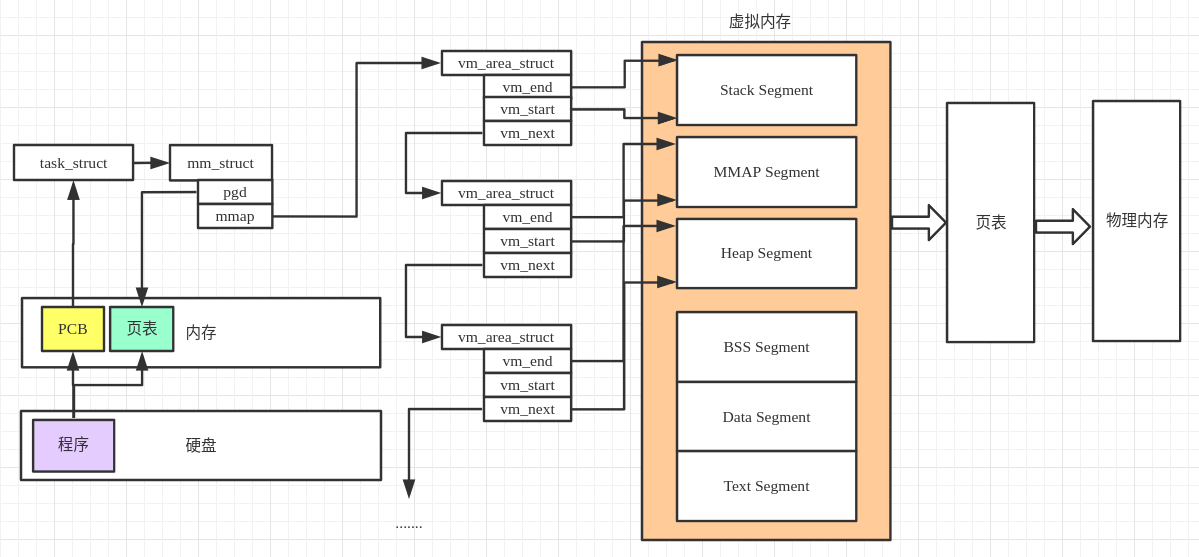 虚拟内存
task_struct
mm_struct
pgd
mmap
PCB
页表
内存
程序
硬盘
vm_area_struct
vm_end
vm_start
vm_next
vm_area_struct
vm_end
vm_start
vm_next
vm_area_struct
vm_end
vm_start
vm_next
.......
Stack Segment
MMAP Segment
Heap Segment
BSS Segment
Data Segment
Text Segment
页表
物理内存